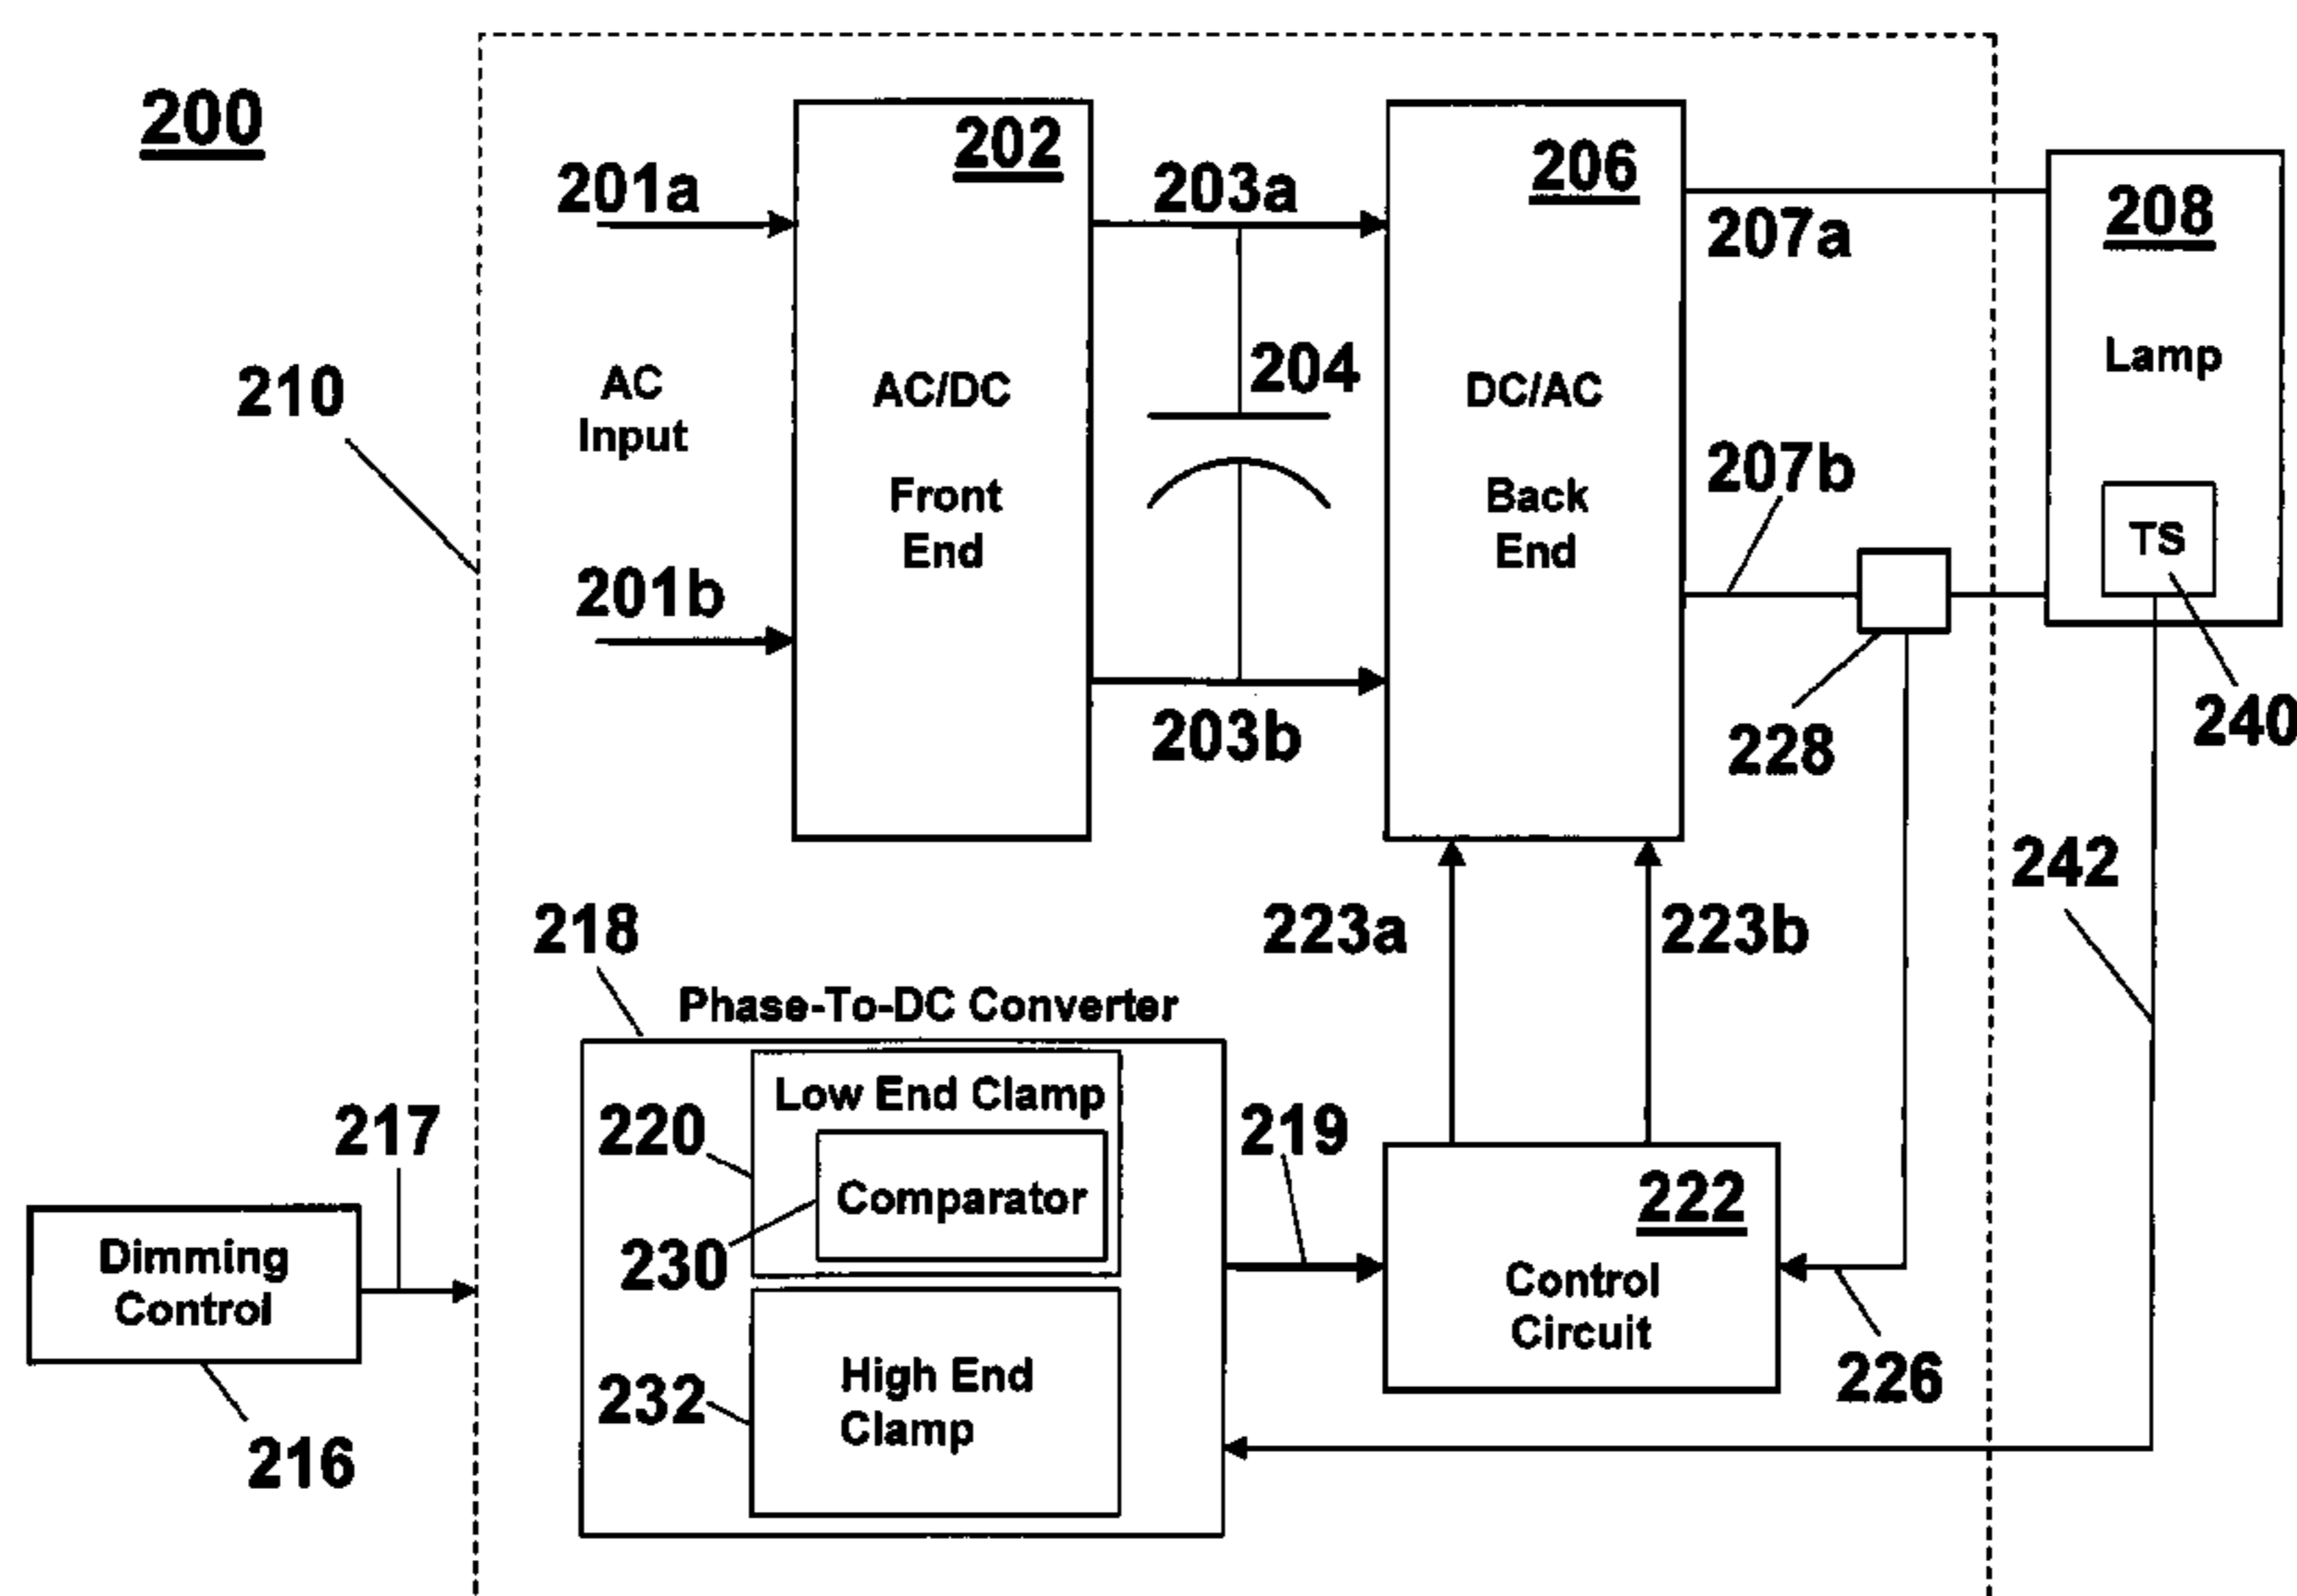 200
202
206
208
201a
203a
207a
AC
Input
AC/DC
Front
End
204
DC/AC
Back
End
Lamp
210
207b
TS
201b
203b
228
240
242
218
223a
223b
Phase-To-DC Converter
Low End Clamp
220
Comparator
230
217
219
222
Control
Circuit
Dimming
Control
High End
Clamp
232
226
216